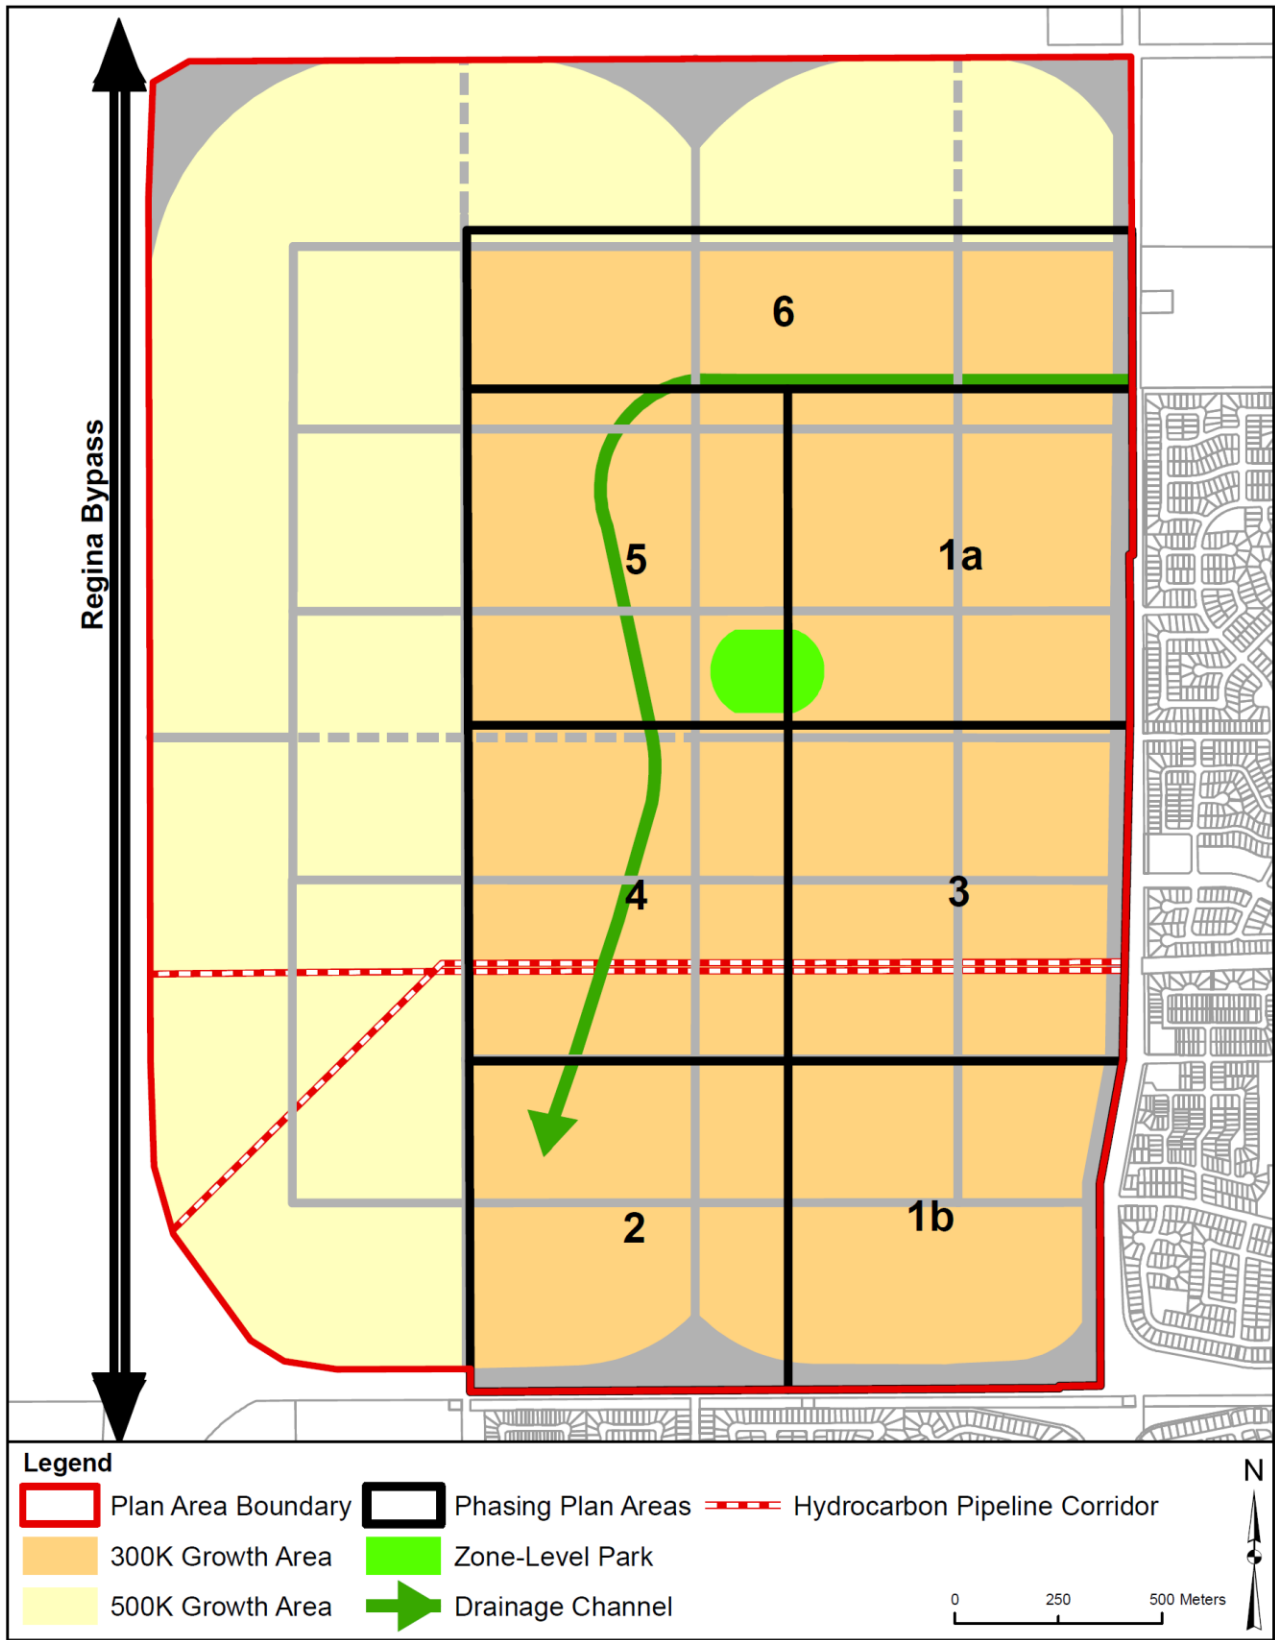 6
Regina Bypass
5
1a
4
3
2
1b
Legend
Plan Area Boundary
Phasing Plan Areas
Hydrocarbon Pipeline Corridor
300K Growth Area
Zone-Level Park
500K Growth Area
Drainage Channel
N
0 250 500 Meters